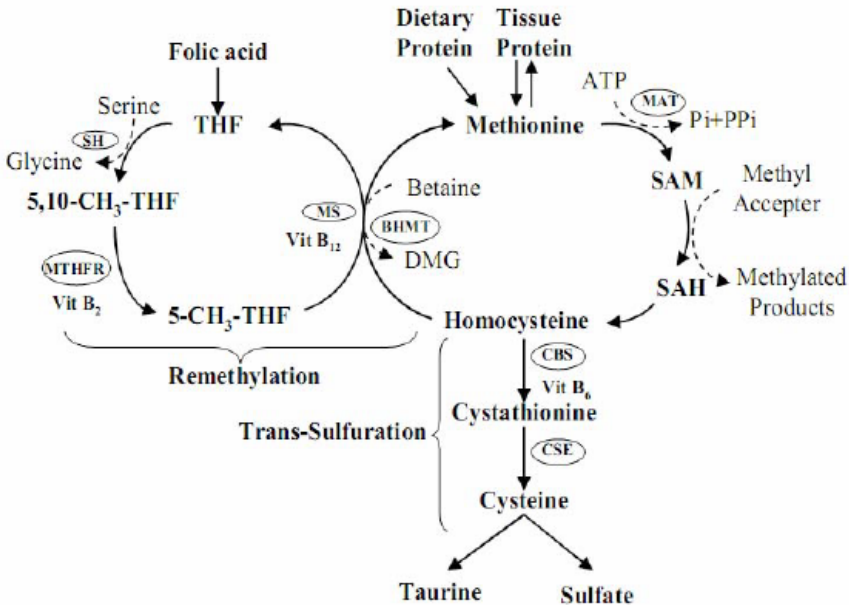 Dietary
Protein
Tissue
Protein
Folic acid
ATP
MAT
Serine
THF
Methionine
Pi+PPi
SH
Glycine
5,10-CH₃-THF
SAM
Methyl
Accepter
Betaine
MS
BHMT
Vit B₁₂
DMG
MTHFR
Vit B₂
SAH
Methylated
Products
5-CH₃-THF
Homocysteine
Remethylation
CBS
Vit B₆
Cystathionine
Trans-Sulfuration
CSE
Cysteine
Taurine
Sulfate